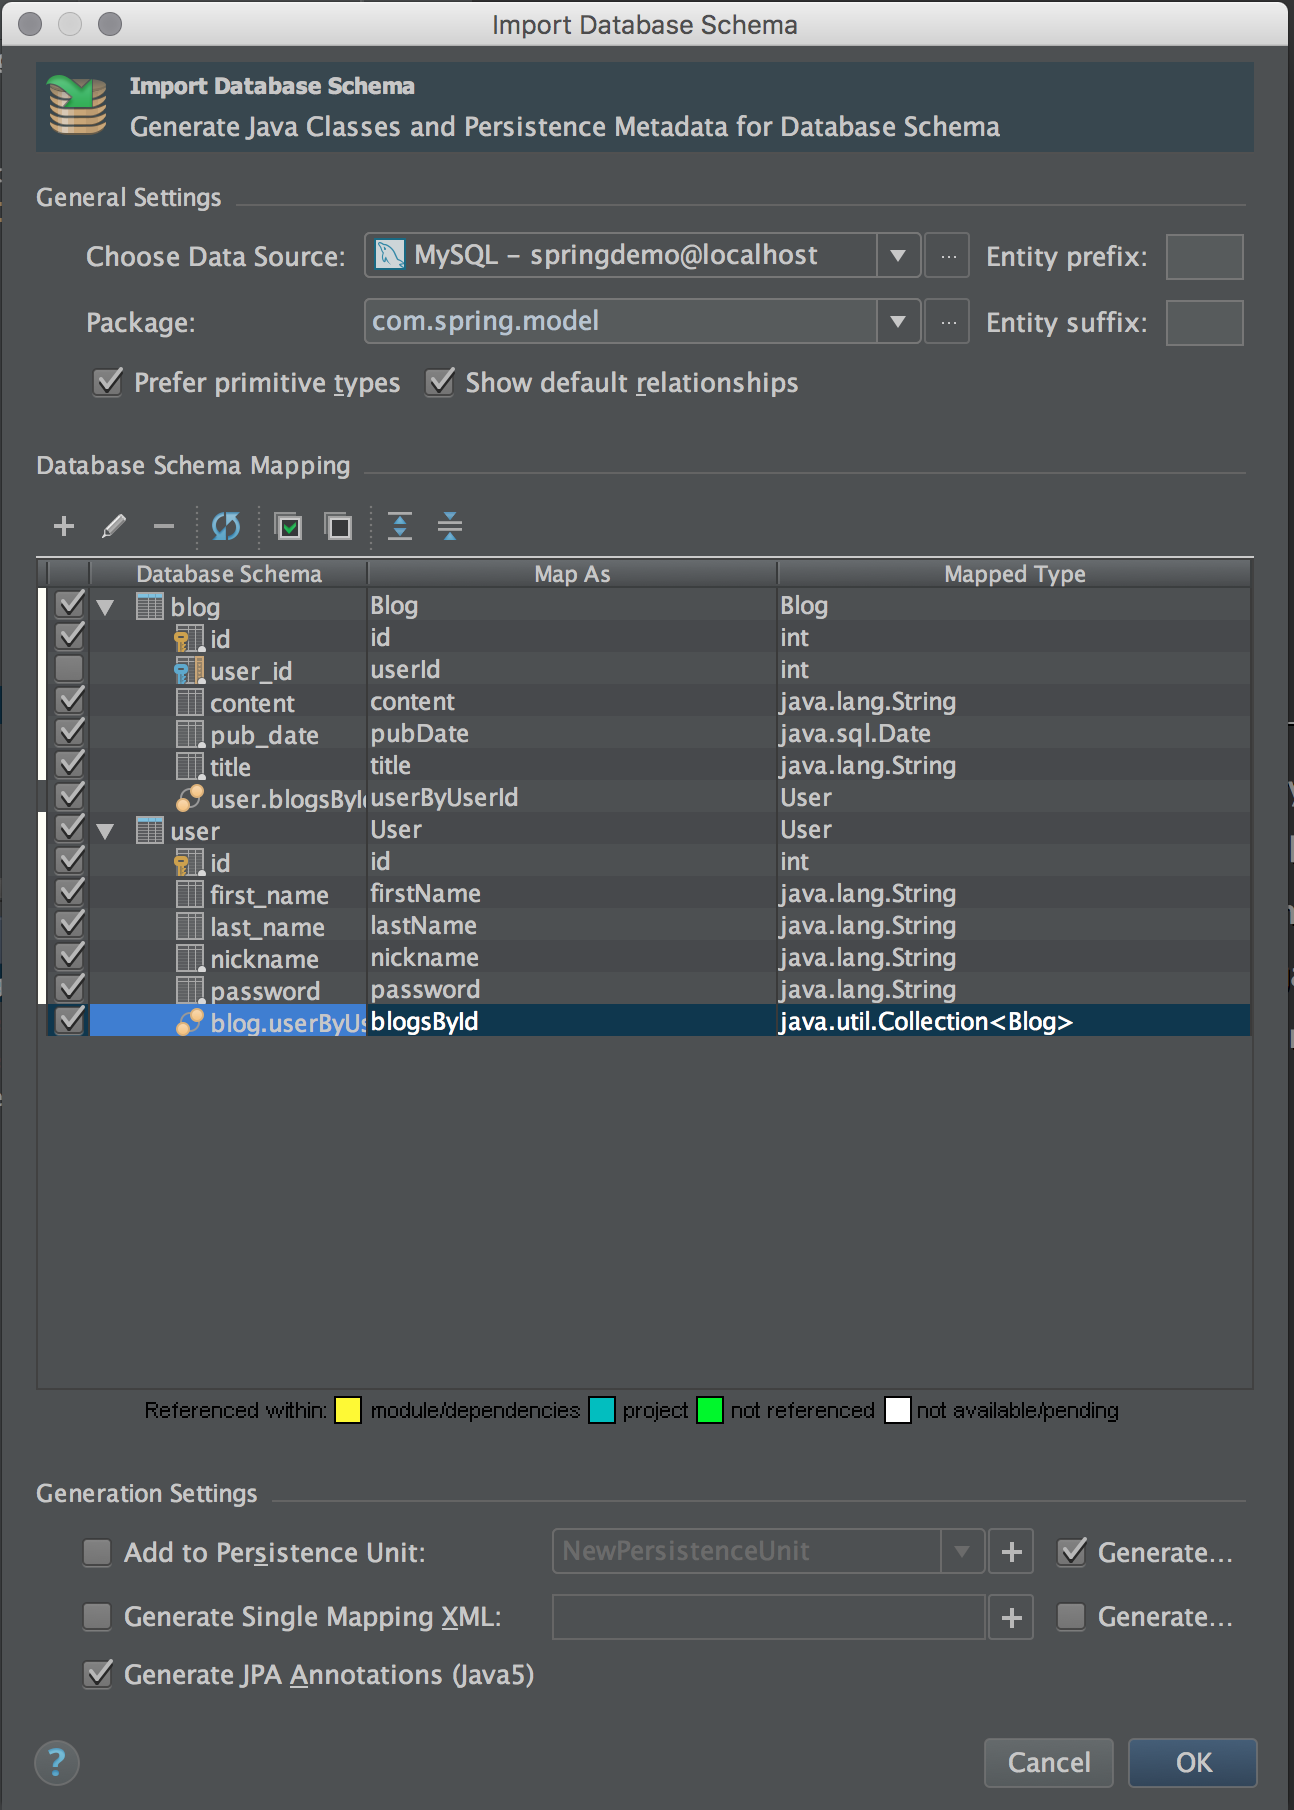 Import Database Schema
Import Database Schema
Generate Java Classes and Persistence Metadata for Database Schema
General Settings
Choose Data Source: MySQL – springdemo@localhost ... Entity prefix:
Package: com.spring.model ... Entity suffix:
Prefer primitive types Show default relationships
Database Schema Mapping
Database Schema Map As Mapped Type
blog Blog Blog
id id int
user_id userId int
content content java.lang.String
pub_date pubDate java.sql.Date
title title java.lang.String
user.blogsById userByUserId User
user User User
id id int
first_name firstName java.lang.String
last_name lastName java.lang.String
nickname nickname java.lang.String
password password java.lang.String
blog.userByUs blogsById java.util.Collection<Blog>
Referenced within: module/dependencies project not referenced not available/pending
Generation Settings
Add to Persistence Unit: NewPersistenceUnit Generate...
Generate Single Mapping XML: Generate...
Generate JPA Annotations (Java5)
? Cancel OK